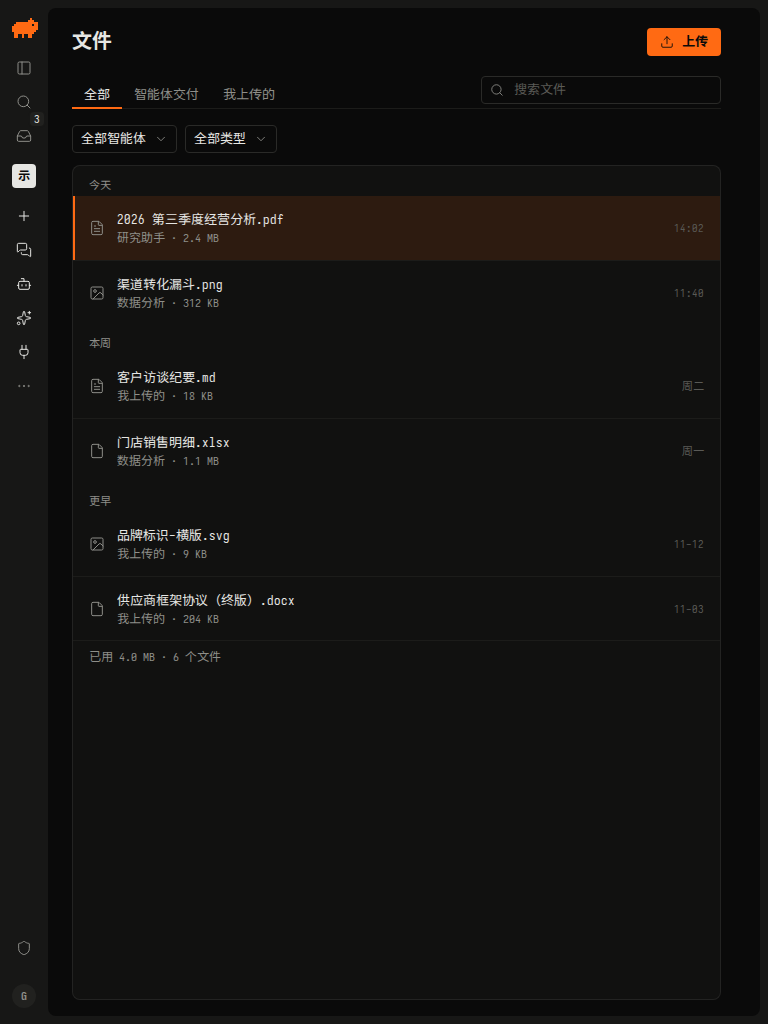 文件
上传
全部
智能体交付
我上传的
搜索文件
3
示
全部智能体
全部类型
今天
2026 第三季度经营分析.pdf
14:02
研究助手 · 2.4 MB
渠道转化漏斗.png
11:40
数据分析 · 312 KB
本周
客户访谈纪要.md
周二
我上传的 · 18 KB
门店销售明细.xlsx
周一
数据分析 · 1.1 MB
更早
品牌标识-横版.svg
11-12
我上传的 · 9 KB
供应商框架协议（终版）.docx
11-03
我上传的 · 204 KB
已用 4.0 MB · 6 个文件
G